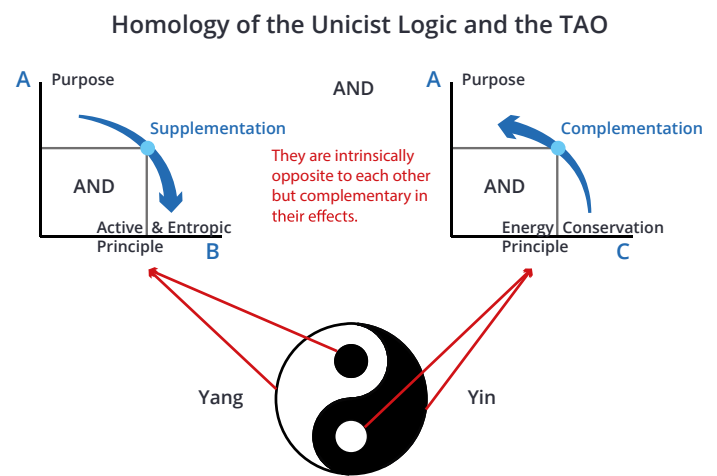 Homology of the Unicist Logic and the TAO
A
Purpose
Supplementation
AND
Active & Entropic
Principle
B
AND
They are intrinsically
opposite to each other
but complementary in
their effects.
A
Purpose
Complementation
AND
Energy Conservation
Principle
C
Yang
Yin